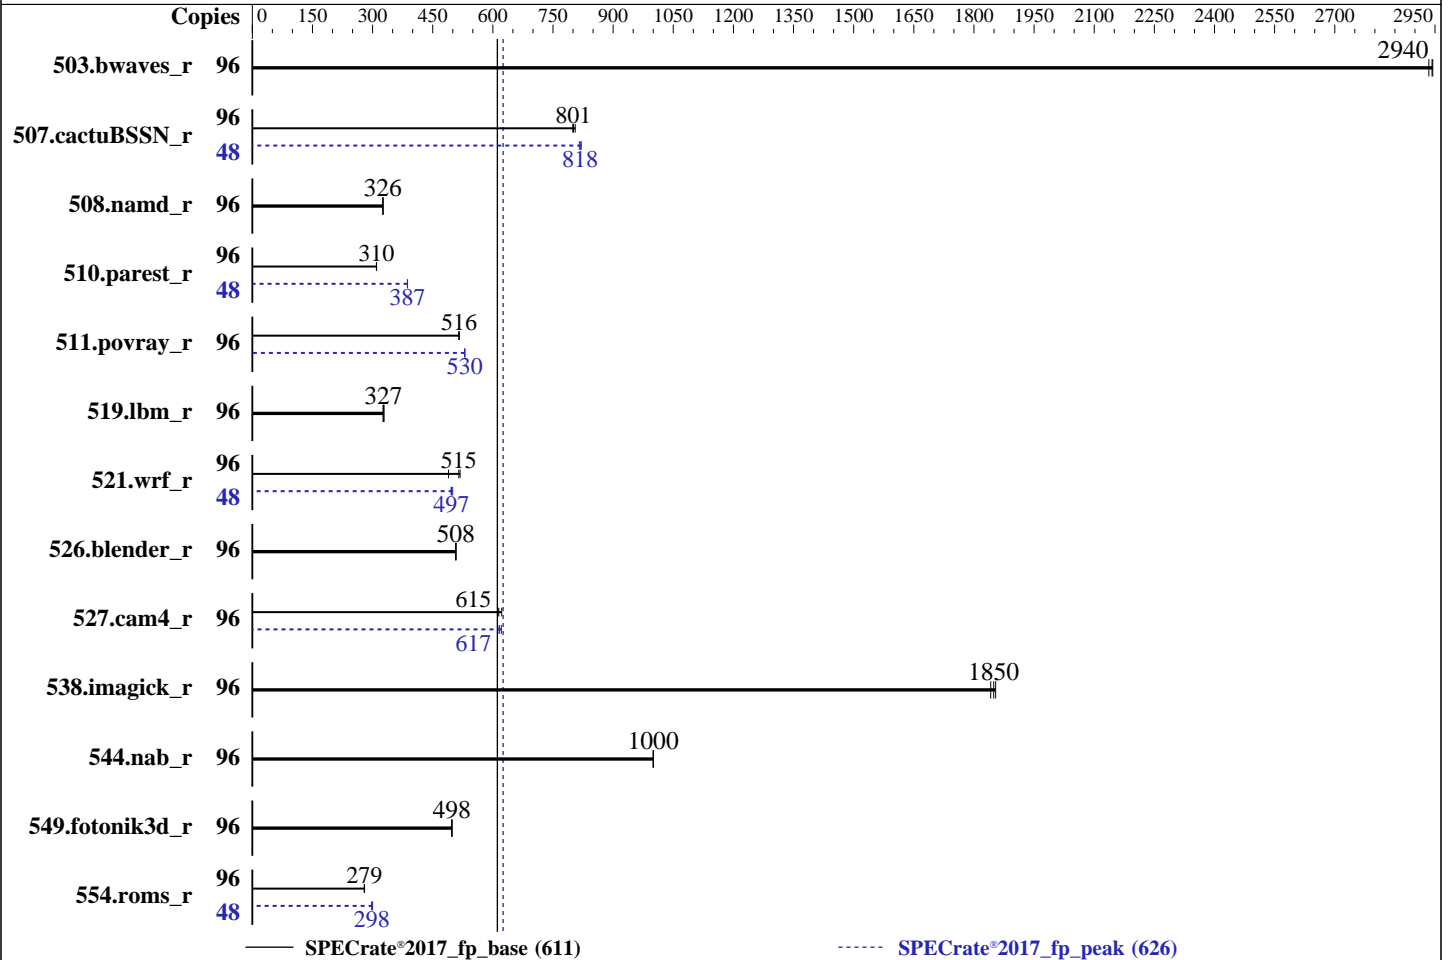 Copies 0 150 300 450 600 750 900 1050 1200 1350 1500 1650 1800 1950 2100 2250 2400 2550 2700 2950
503.bwaves_r 96 2940
507.cactuBSSN_r 96 801
48 818
508.namd_r 96 326
510.parest_r 96 310
48 387
511.povray_r 96 516
530
519.lbm_r 96 327
521.wrf_r 96 515
48 497
526.blender_r 96 508
527.cam4_r 96 615
617
538.imagick_r 96 1850
544.nab_r 96 1000
549.fotonik3d_r 96 498
554.roms_r 96 279
48 298
SPECrate®2017_fp_base (611) SPECrate®2017_fp_peak (626)